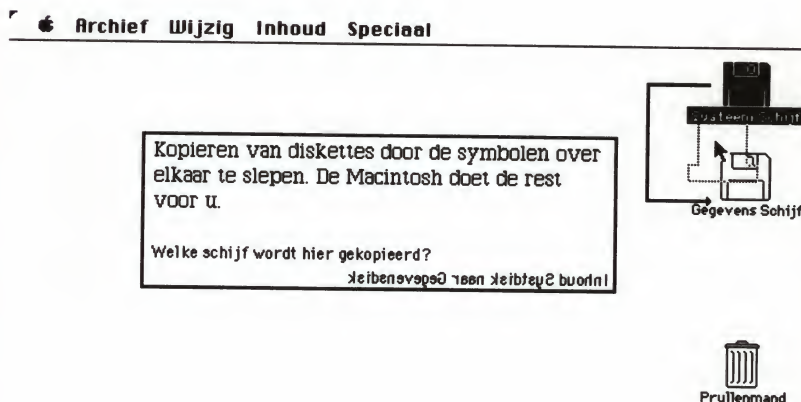 Archief Wijzig Inhoud Speciaal
Systeem Schijf
Gegevens Schijf
Kopieren van diskettes door de symbolen over
elkaar te slepen. De Macintosh doet de rest
voor u.
Welke schijf wordt hier gekopieerd?
Inhoud Systdisk naar Gegevensdisk
Prullenmand